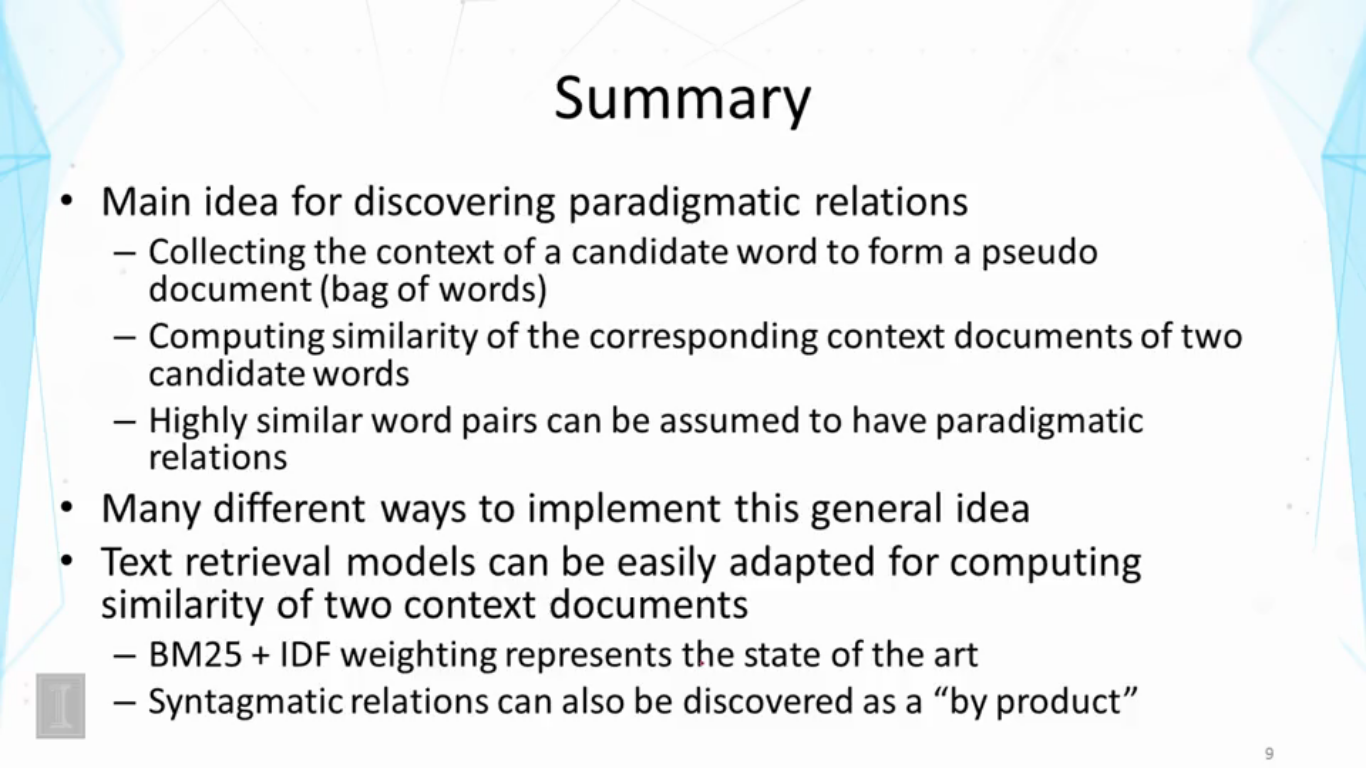 Summary
• Main idea for discovering paradigmatic relations
– Collecting the context of a candidate word to form a pseudo
document (bag of words)
– Computing similarity of the corresponding context documents of two
candidate words
– Highly similar word pairs can be assumed to have paradigmatic
relations
• Many different ways to implement this general idea
• Text retrieval models can be easily adapted for computing
similarity of two context documents
– BM25 + IDF weighting represents the state of the art
– Syntagmatic relations can also be discovered as a “by product”
I
9